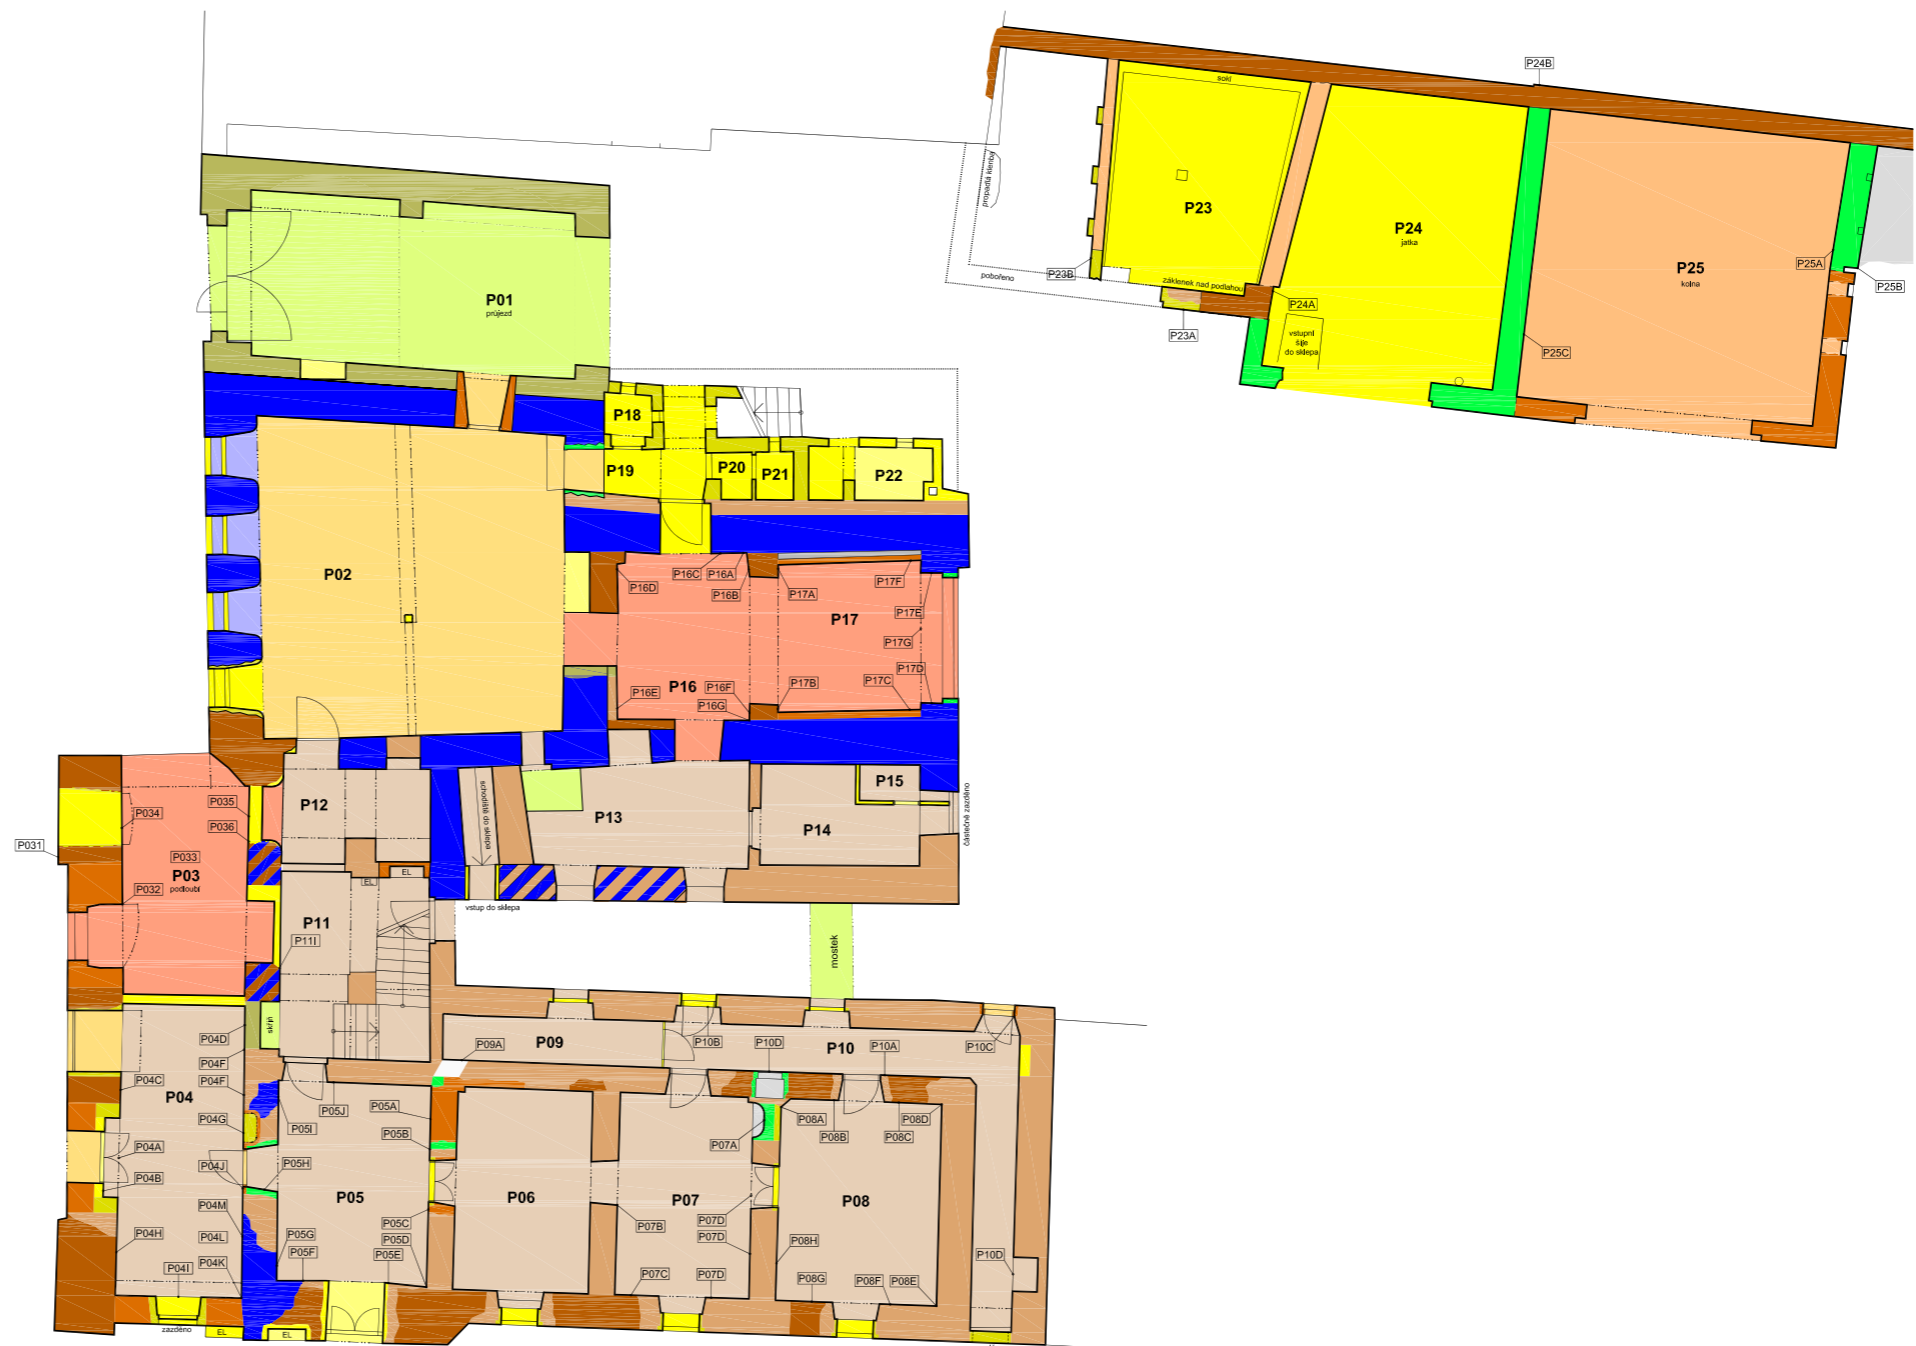 P24B
sokl
propadlá klenba
P23
P24
jatka
P25
kolna
P25A
P25B
P23B
pobořeno
záklenek nad podlahou
P24A
P23A
vstupní
šíje
do sklepa
P25C
P01
průjezd
P18
P19
P20
P21
P22
P02
P16C
P16A
P16D
P16B
P17A
P17F
P17E
P17
P17G
P17D
P16
P16E
P16F
P16G
P17B
P17C
P12
schodiště do sklepa
P13
P14
P15
částečně zazděno
P034
P035
P036
P031
P033
P03
podloubí
P032
EL
EL
vstup do sklepa
P11
P11I
mostek
skříň
P04D
P04F
P04F
P04C
P04
P04G
P04A
P04J
P04B
P04M
P04H
P04L
P04I
P04K
zazděno
EL
EL
P09
P09A
P10B
P10D
P10
P10A
P10C
P05J
P05A
P05I
P05B
P05H
P05
P05C
P05G
P05D
P05F
P05E
P06
P07
P07A
P07B
P07D
P07D
P07C
P07D
P08A
P08B
P08C
P08D
P08
P08H
P08G
P08F
P08E
P10D